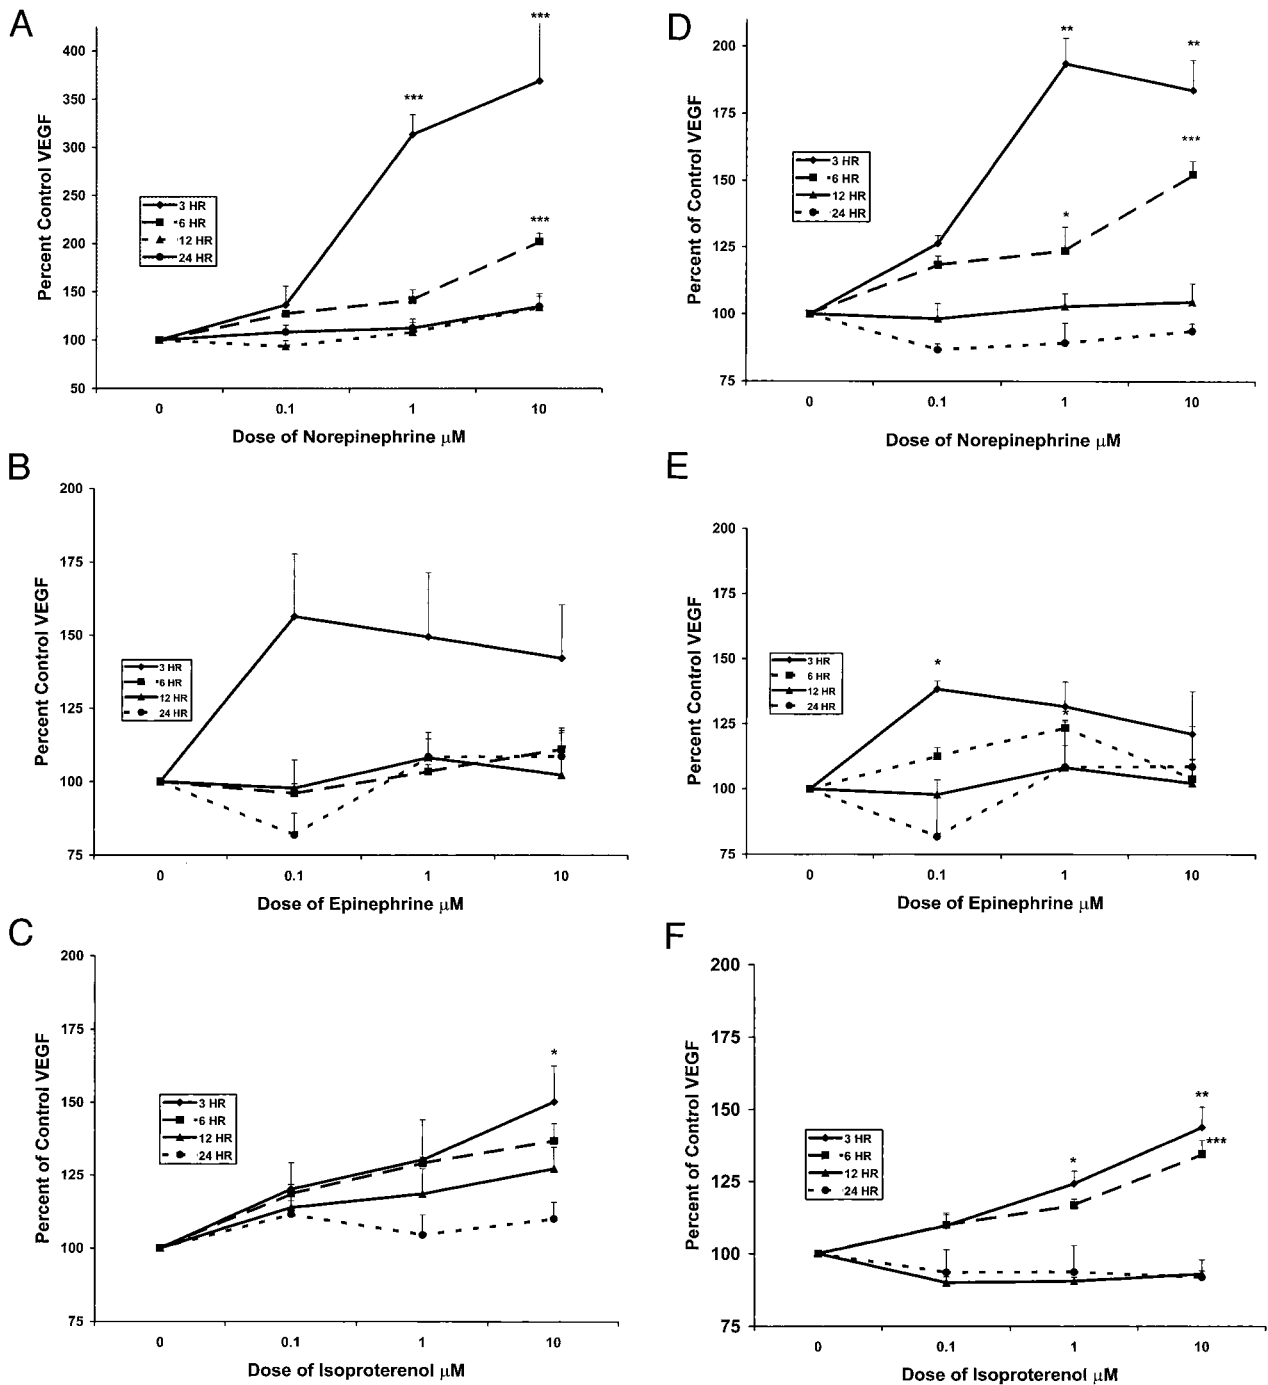 A
Percent Control VEGF
400
350
300
250
200
150
100
50
***
***
***
3 HR
6 HR
12 HR
24 HR
0 0.1 1 10
Dose of Norepinephrine µM
D
Percent of Control VEGF
200
175
150
125
100
75
**
**
***
*
3 HR
6 HR
12 HR
24 HR
0 0.1 1 10
Dose of Norepinephrine µM
B
Percent Control VEGF
200
175
150
125
100
75
3 HR
6 HR
12 HR
24 HR
0 0.1 1 10
Dose of Epinephrine µM
E
Percent Control VEGF
200
175
150
125
100
75
*
*
3 HR
6 HR
12 HR
24 HR
0 0.1 1 10
Dose of Epinephrine µM
C
Percent of Control VEGF
200
175
150
125
100
75
*
3 HR
6 HR
12 HR
24 HR
0 0.1 1 10
Dose of Isoproterenol µM
F
Percent of Control VEGF
200
175
150
125
100
75
**
***
*
3 HR
6 HR
12 HR
24 HR
0 0.1 1 10
Dose of Isoproterenol µM